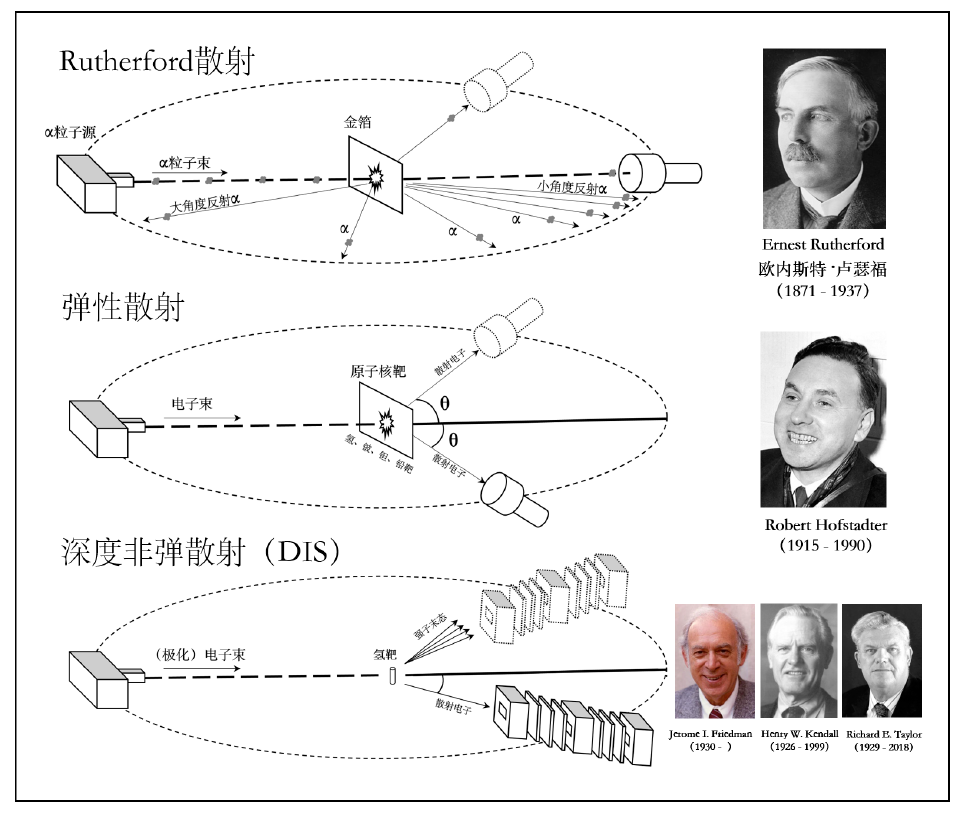 Rutherford散射
α粒子源
α粒子束
金箔
大角度反射α
小角度反射α
α
α
α
Ernest Rutherford
欧内斯特·卢瑟福
(1871 - 1937)
弹性散射
电子束
原子核靶
散射电子
θ
θ
散射电子
氢、铍、钽、铅靶
Robert Hofstadter
(1915 - 1990)
深度非弹散射（DIS）
（极化）电子束
氢靶
强子末态
散射电子
Jerome I. Friedman
(1930 - )
Henry W. Kendall
(1926 - 1999)
Richard E. Taylor
(1929 - 2018)